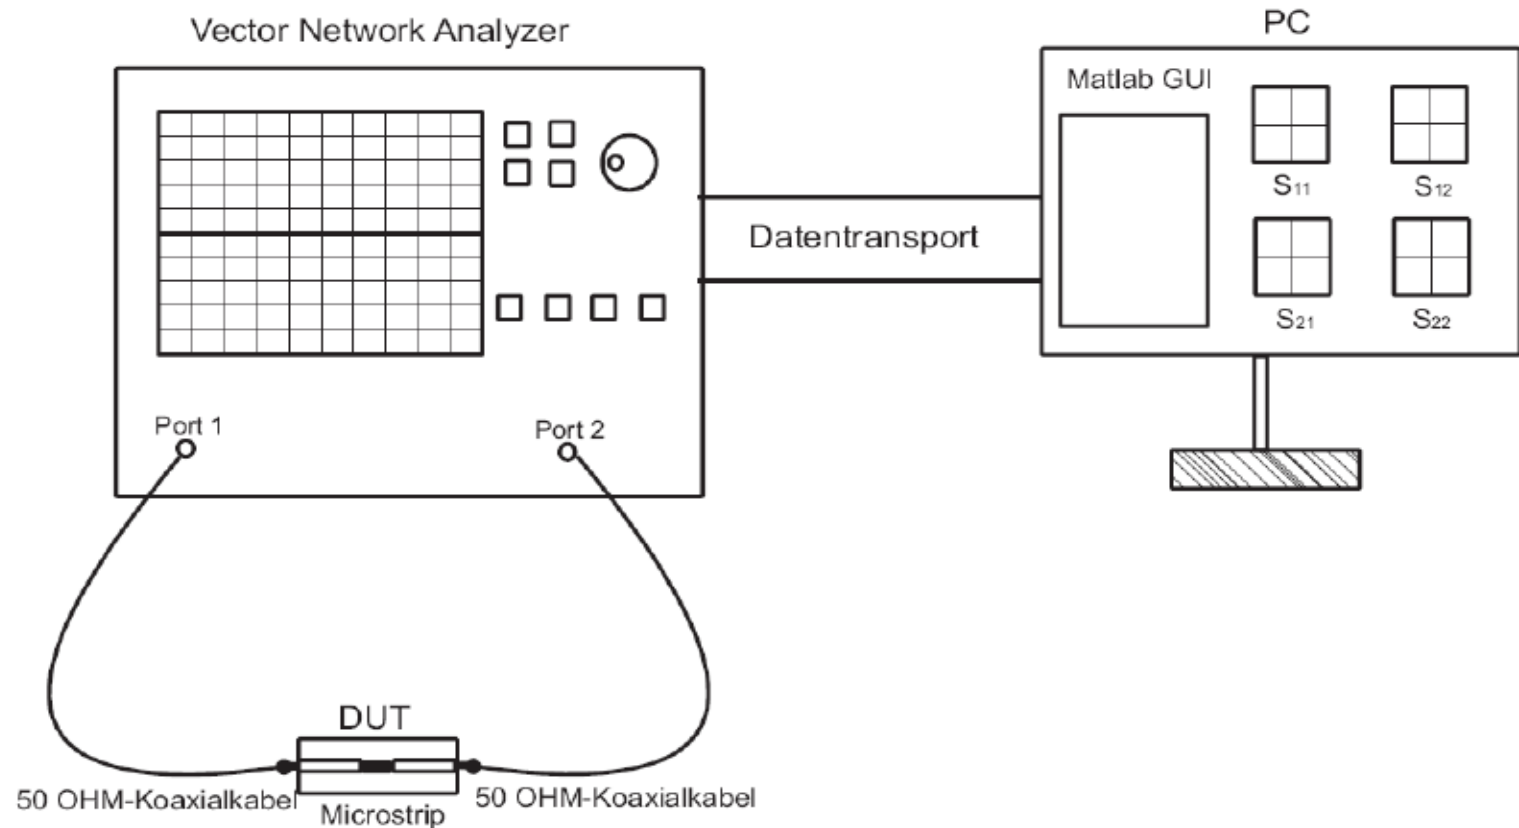 Vector Network Analyzer
PC
Matlab GUI
S11
S12
Datentransport
S21
S22
Port 1
Port 2
DUT
50 OHM-Koaxialkabel
50 OHM-Koaxialkabel
Microstrip